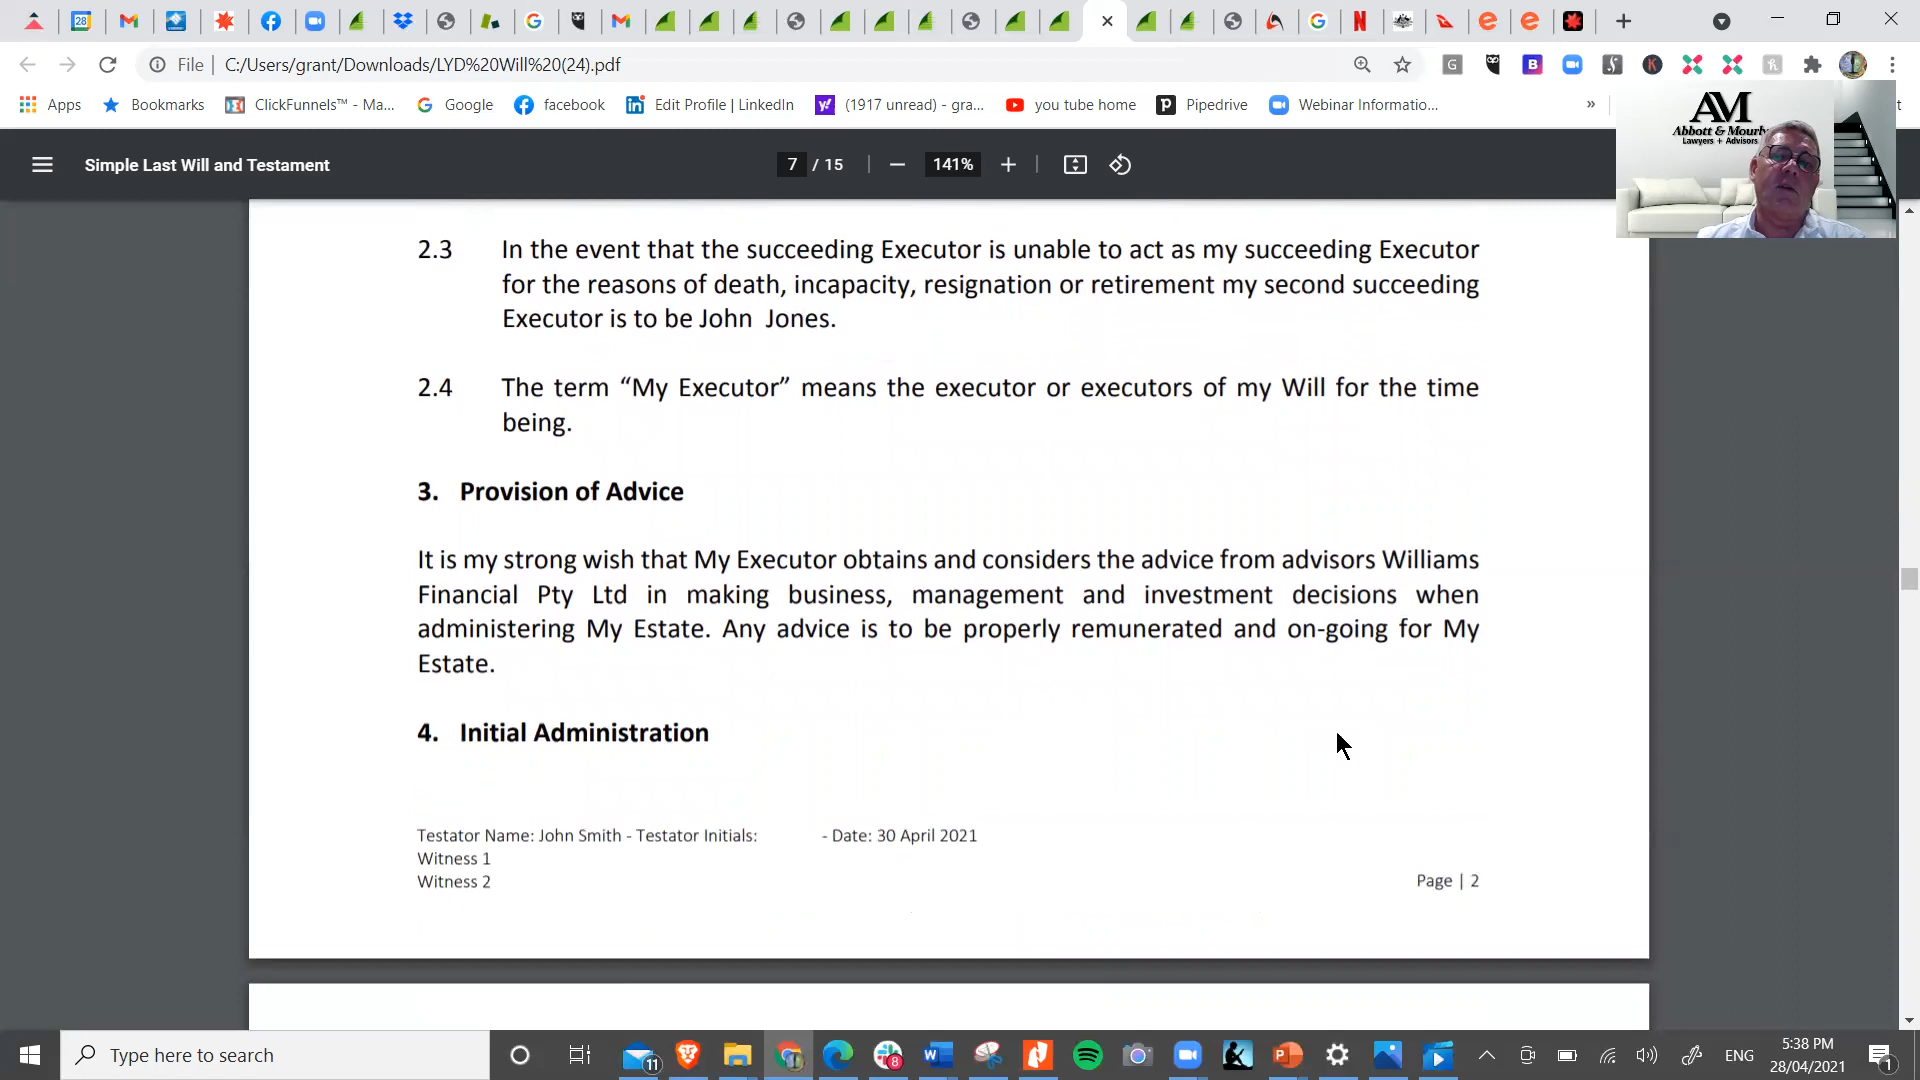 File | C:/Users/grant/Downloads/LYD%20Will%20(24).pdf
Apps Bookmarks ClickFunnels™ - Ma... Google facebook Edit Profile | LinkedIn (1917 unread) - gra... you tube home Pipedrive Webinar Informatio... »
AM
Abbott & Mourly
Lawyers + Advisors
Simple Last Will and Testament 7 / 15 141%
2.3 In the event that the succeeding Executor is unable to act as my succeeding Executor
for the reasons of death, incapacity, resignation or retirement my second succeeding
Executor is to be John Jones.
2.4 The term “My Executor” means the executor or executors of my Will for the time
being.
3. Provision of Advice
It is my strong wish that My Executor obtains and considers the advice from advisors Williams
Financial Pty Ltd in making business, management and investment decisions when
administering My Estate. Any advice is to be properly remunerated and on-going for My
Estate.
4. Initial Administration
Testator Name: John Smith - Testator Initials: - Date: 30 April 2021
Witness 1
Witness 2
Page | 2
Type here to search
11
8
ENG
5:38 PM
28/04/2021
1